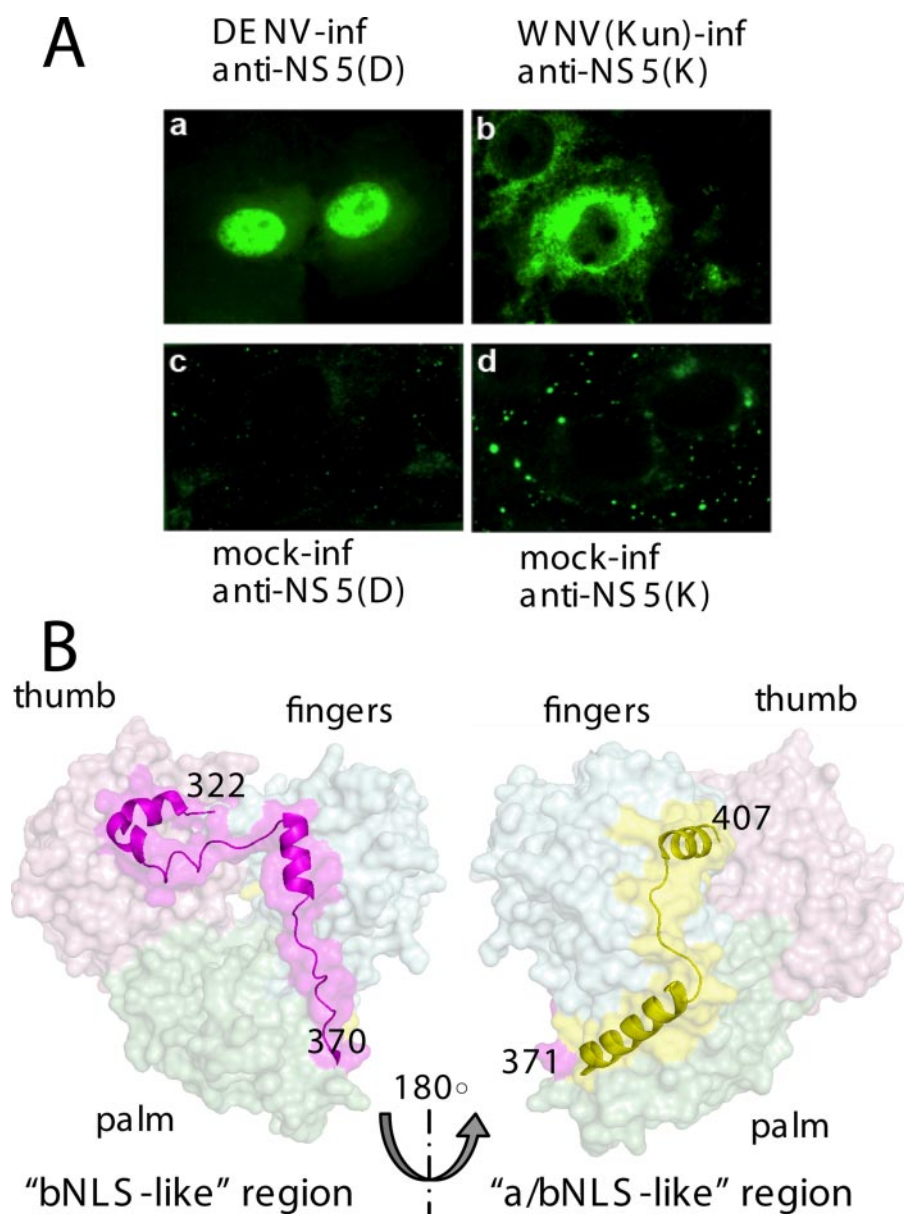 A
DENV-inf
anti-NS5(D)
WNV(Kun)-inf
anti-NS5(K)
a
b
c
d
mock-inf
anti-NS5(D)
mock-inf
anti-NS5(K)
B
thumb
fingers
fingers
thumb
322
407
370
371
180°
palm
palm
“bNLS-like” region
“a/bNLS-like” region